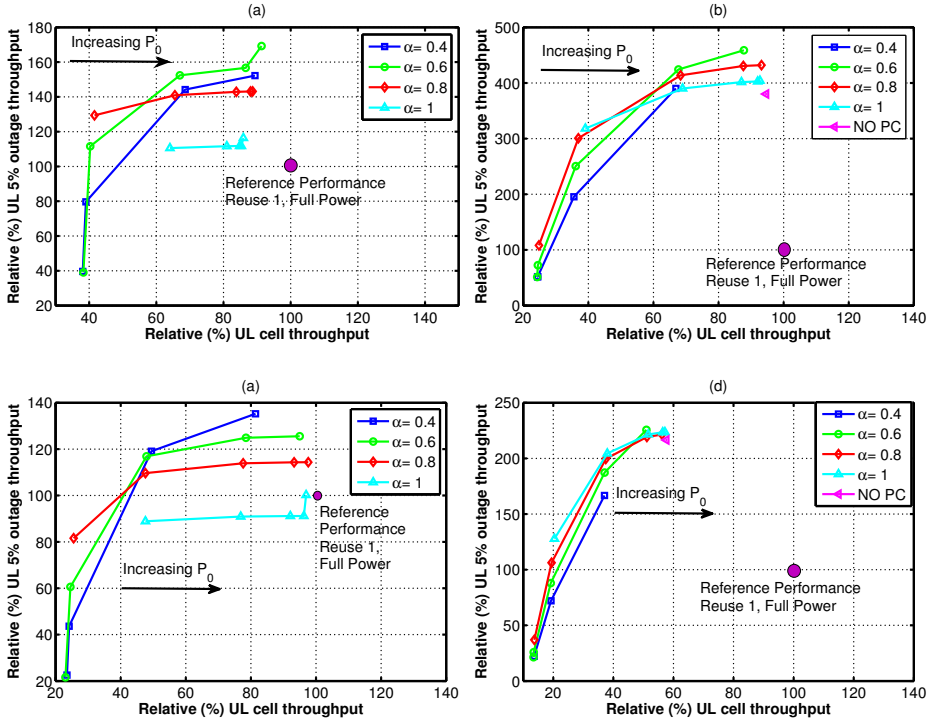 (a)
Relative (%) UL 5% outage throughput
180
160
140
120
100
80
60
40
20
40 60 80 100 120 140
Relative (%) UL cell throughput
Increasing P0
α= 0.4
α= 0.6
α= 0.8
α= 1
Reference Performance
Reuse 1, Full Power
(b)
Relative (%) UL 5% outage throughput
500
400
300
200
100
0
20 40 60 80 100 120 140
Relative (%) UL cell throughput
Increasing P0
α= 0.4
α= 0.6
α= 0.8
α= 1
NO PC
Reference Performance
Reuse 1, Full Power
(a)
Relative (%) UL 5% outage throughput
140
120
100
80
60
40
20
20 40 60 80 100 120 140
Relative (%) UL cell throughput
Increasing P0
α= 0.4
α= 0.6
α= 0.8
α= 1
Reference
Performance
Reuse 1,
Full Power
(d)
Relative (%) UL 5% outage throughput
250
200
150
100
50
0
20 40 60 80 100 120 140
Relative (%) UL cell throughput
Increasing P0
α= 0.4
α= 0.6
α= 0.8
α= 1
NO PC
Reference Performance
Reuse 1, Full Power